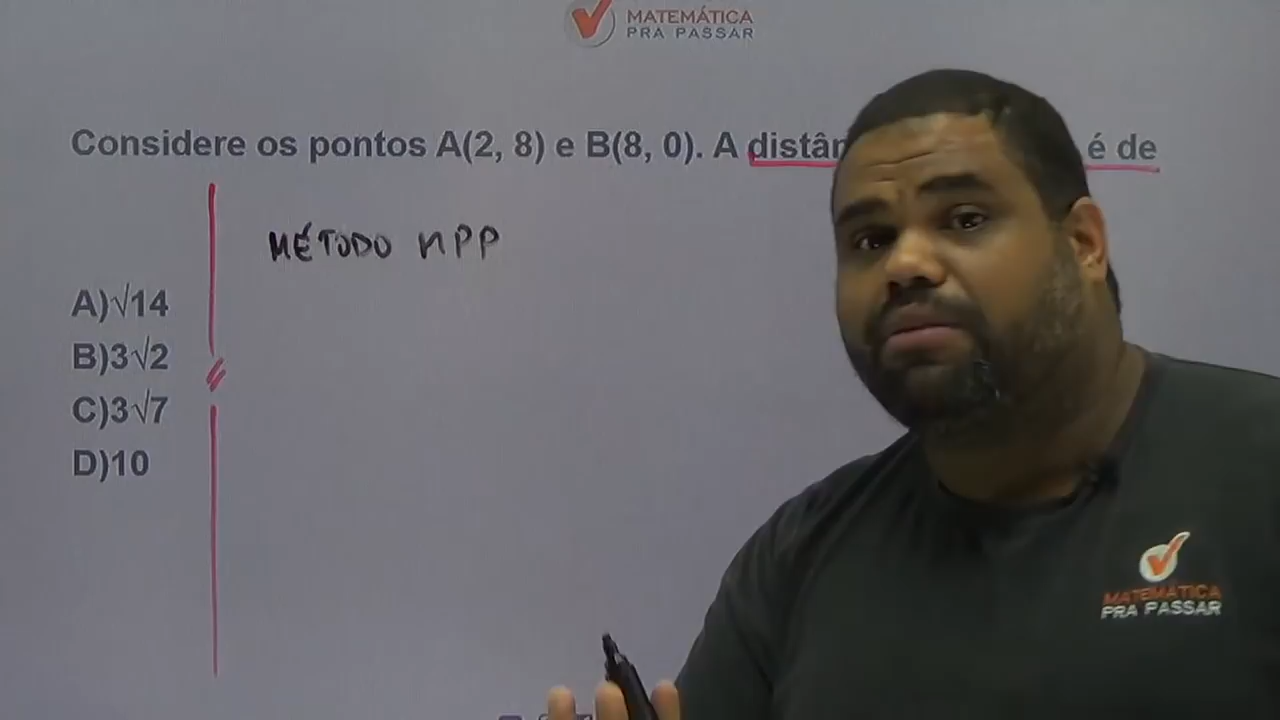 MATEMÁTICA
PRA PASSAR
Considere os pontos A(2, 8) e B(8, 0). A é de
MÉTODO MPP
A)√14
B)3√2
C)3√7
D)10
MATEMÁTICA
PRA PASSAR